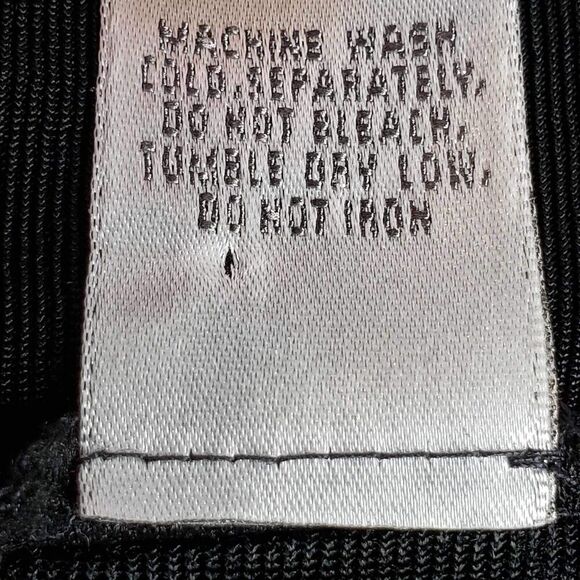 MACHINE WASH
COLD.SEPARATELY.
DO NOT BLEACH.
TUMBLE DRY LOW.
DO NOT IRON